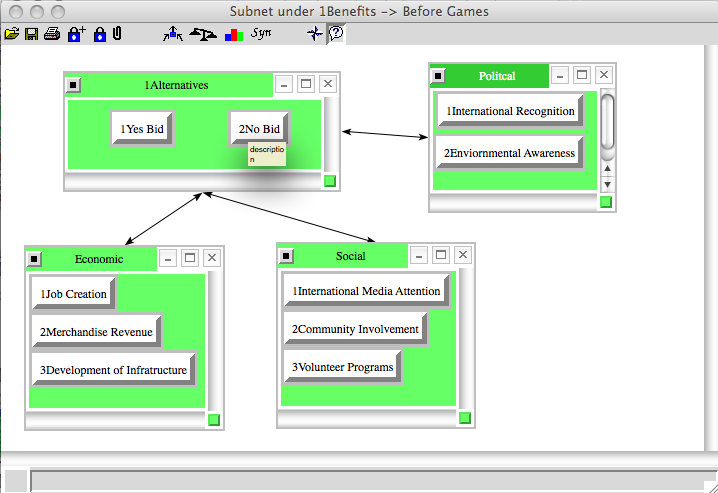 Subnet under 1Benefits -> Before Games
Syn
1Alternatives
1Yes Bid
2No Bid
descriptio
n
Politcal
1International Recognition
2Enviornmental Awareness
Economic
1Job Creation
2Merchandise Revenue
3Development of Infratructure
Social
1International Media Attention
2Community Involvement
3Volunteer Programs